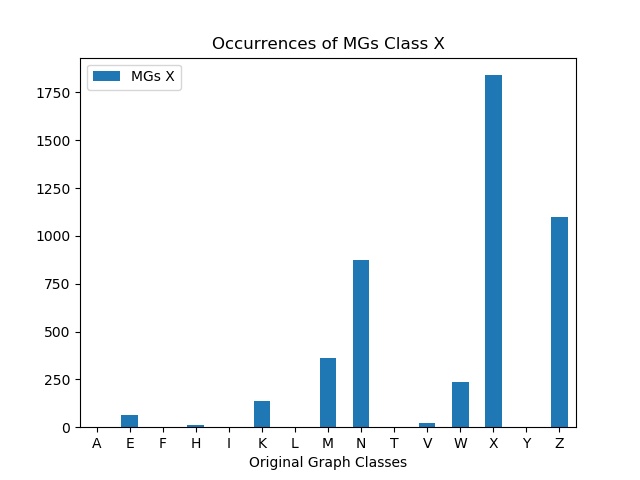 Occurrences of MGs Class X
MGs X
1750
1500
1250
1000
750
500
250
0
A E F H I K L M N T V W X Y Z
Original Graph Classes